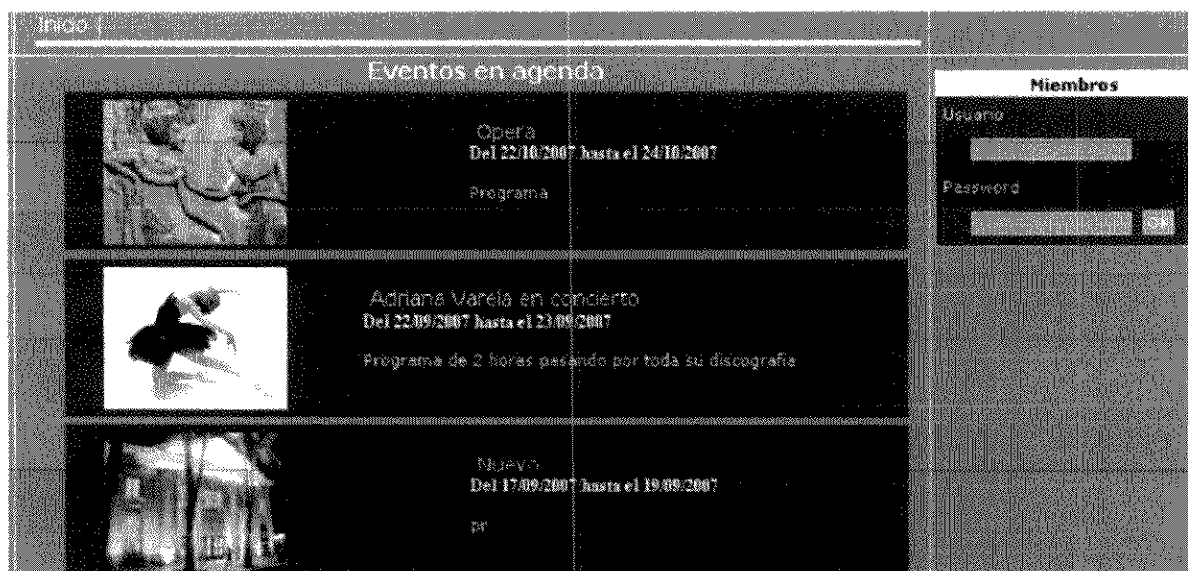 Inicio |
Eventos en agenda
Opera
Del 22/10/2007 hasta el 24/10/2007
Programa
Adriana Varela en concierto
Del 22/09/2007 hasta el 23/09/2007
Programa de 2 horas pasando por toda su discografia
Nuevo
Del 17/09/2007 hasta el 19/09/2007
pr
Miembros
Usuario
Password
OK